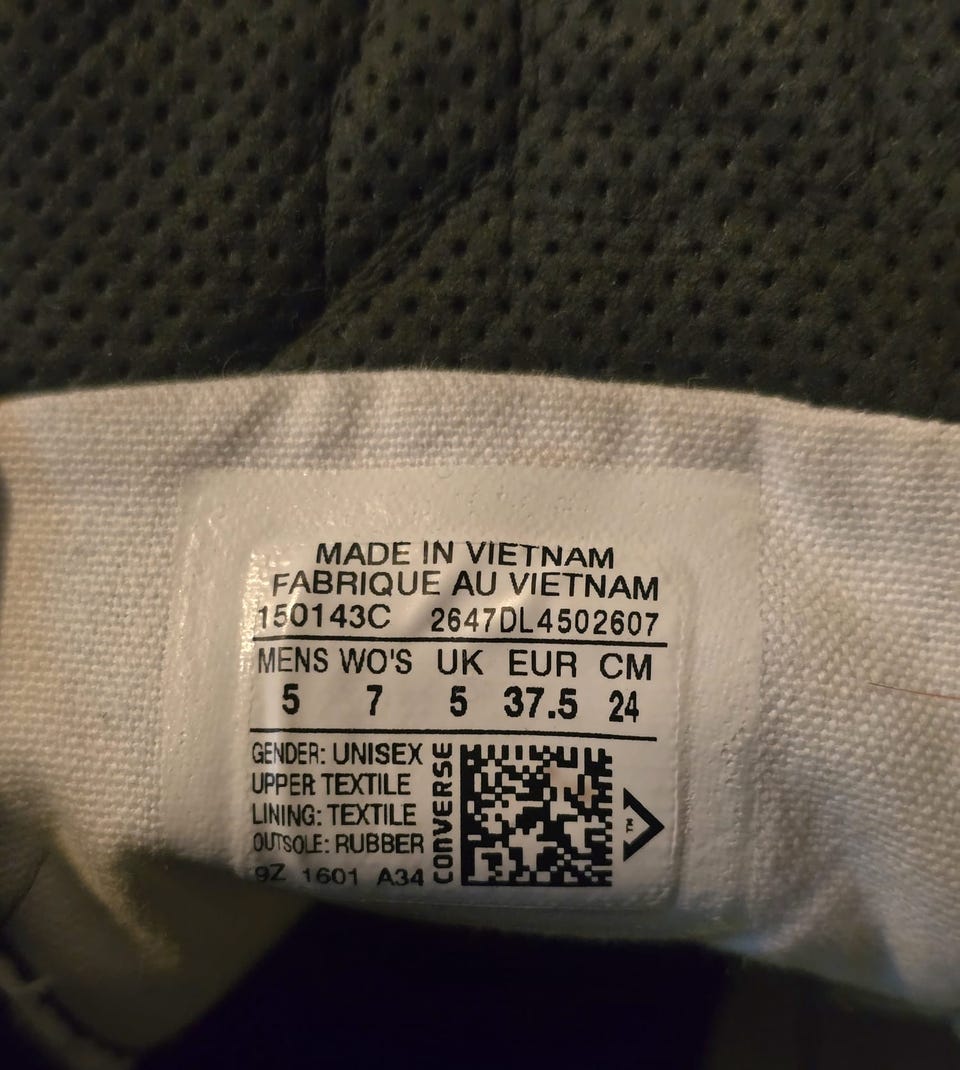 MADE IN VIETNAM
FABRIQUE AU VIETNAM
150143C 2647DL4502607
MENS WO'S UK EUR CM
5 7 5 37.5 24
GENDER: UNISEX
UPPER: TEXTILE
LINING: TEXTILE
OUTSOLE: RUBBER
9Z 1601 A34
CONVERSE
TM